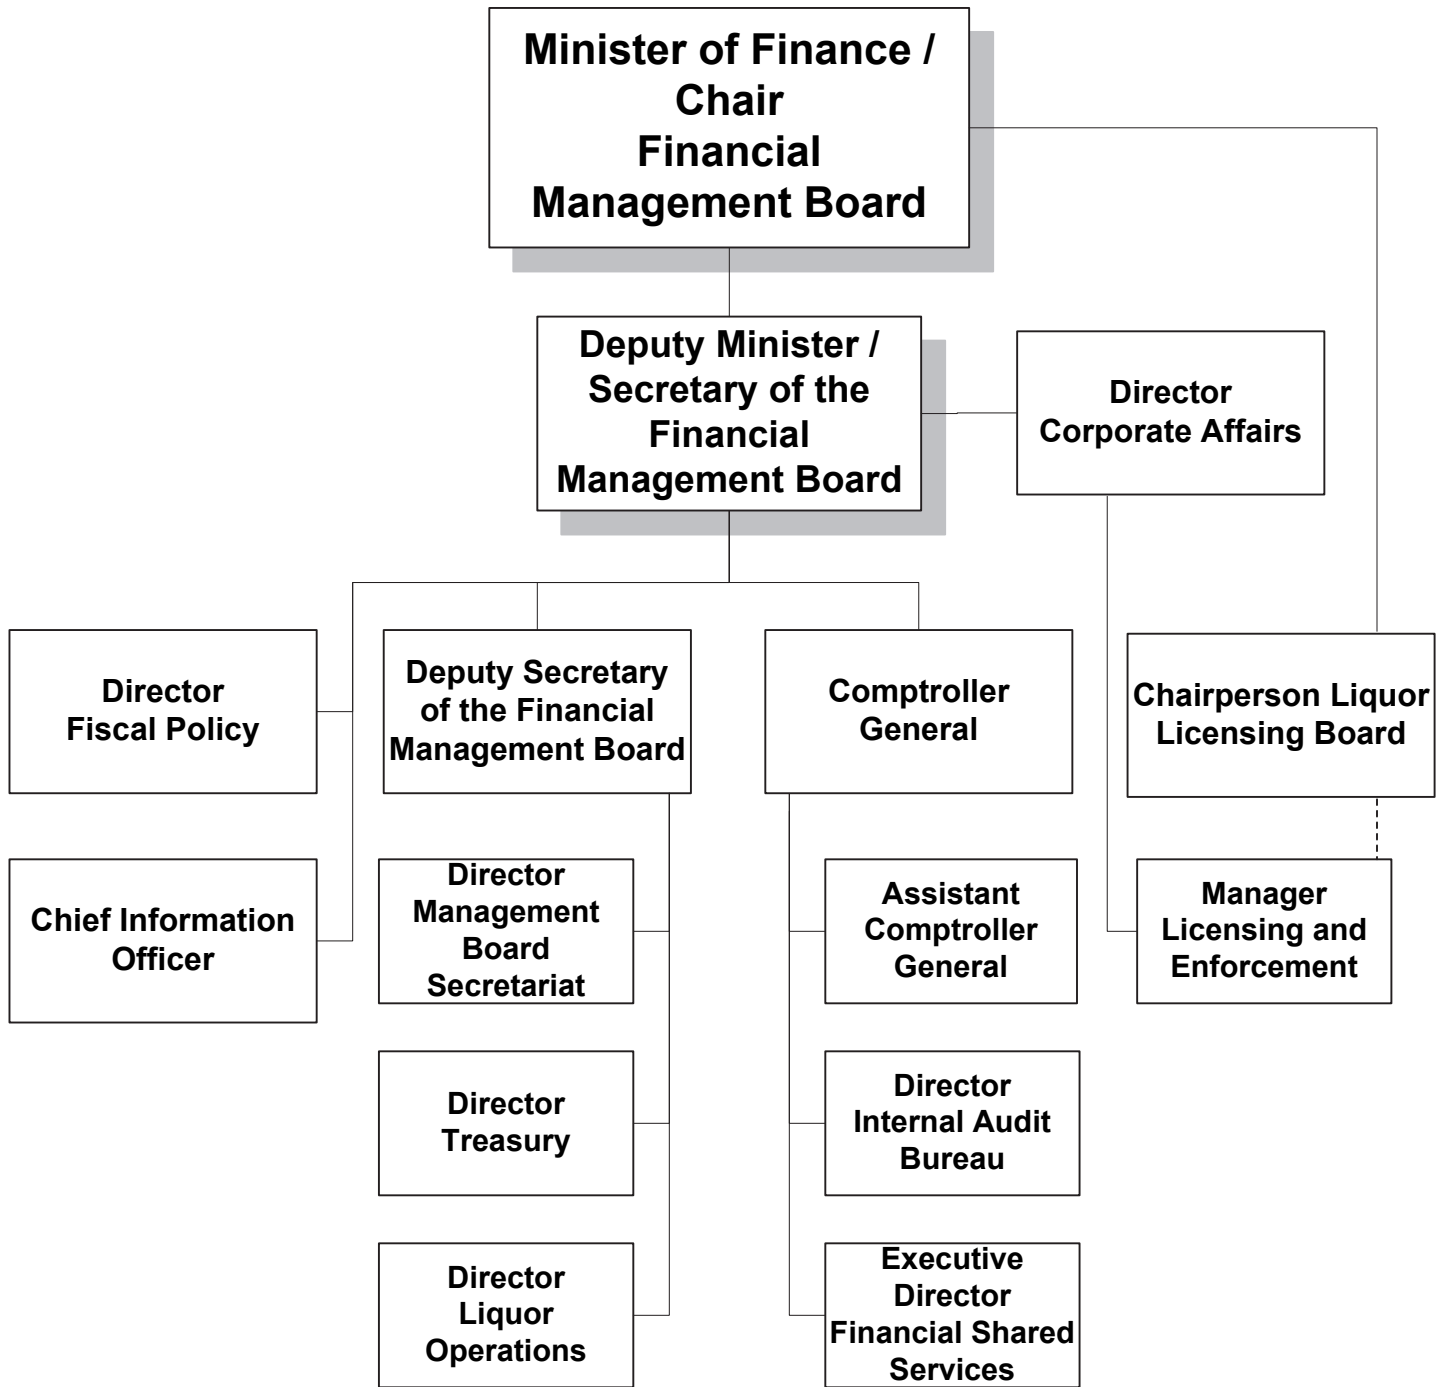 Minister of Finance /
Chair
Financial
Management Board
Deputy Minister /
Secretary of the
Financial
Management Board
Director
Corporate Affairs
Director
Fiscal Policy
Deputy Secretary
of the Financial
Management Board
Comptroller
General
Chairperson Liquor
Licensing Board
Chief Information
Officer
Director
Management
Board
Secretariat
Assistant
Comptroller
General
Manager
Licensing and
Enforcement
Director
Treasury
Director
Internal Audit
Bureau
Director
Liquor
Operations
Executive
Director
Financial Shared
Services